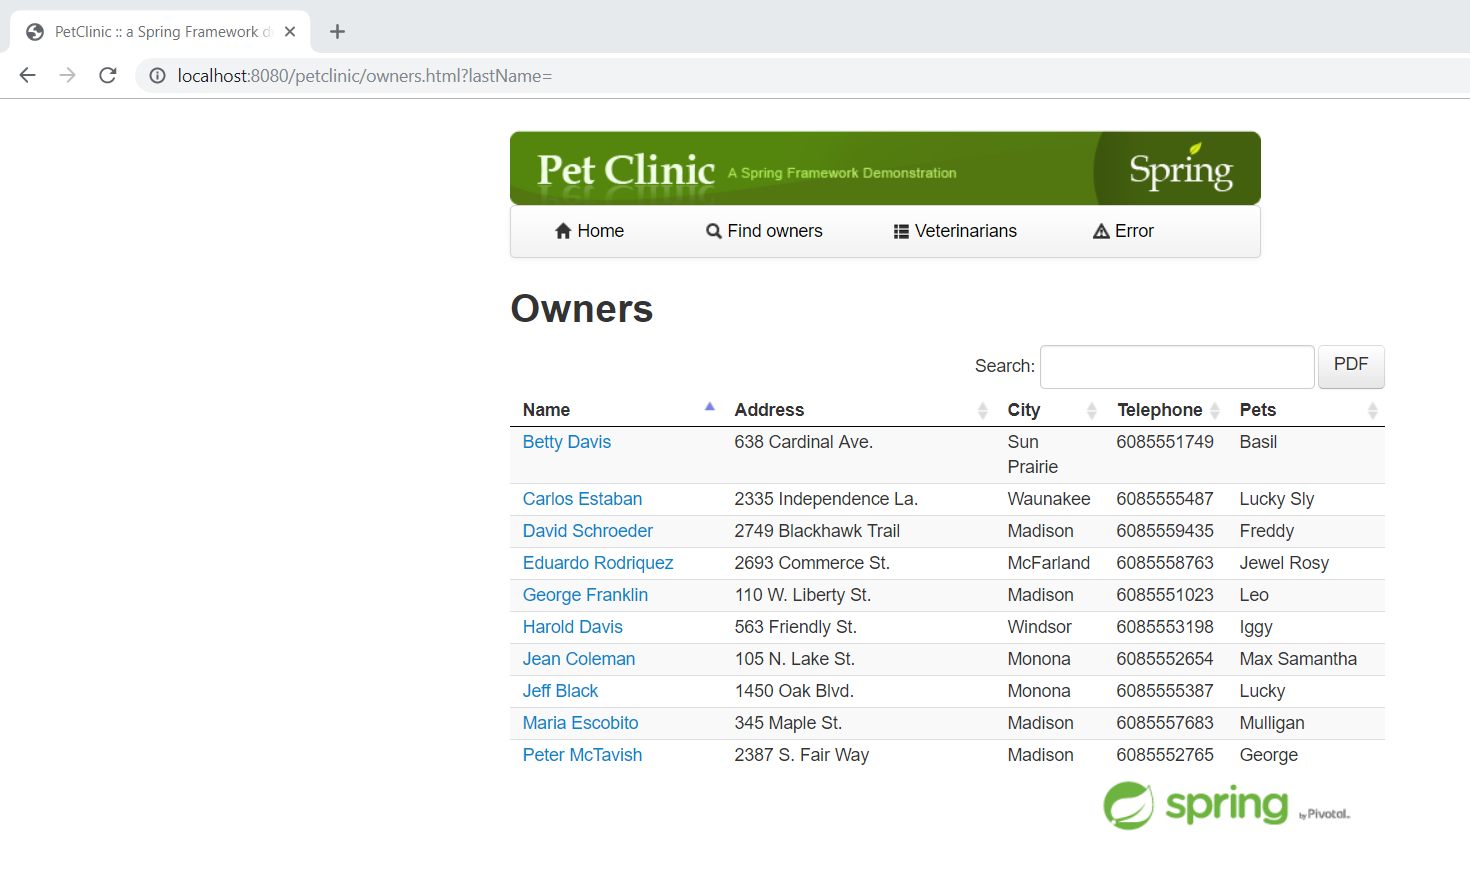 PetClinic :: a Spring Framework d
localhost:8080/petclinic/owners.html?lastName=
Pet Clinic A Spring Framework Demonstration Spring
Home Find owners Veterinarians Error
Owners
Search: PDF
Name Address City Telephone Pets
Betty Davis 638 Cardinal Ave. Sun Prairie 6085551749 Basil
Carlos Estaban 2335 Independence La. Waunakee 6085555487 Lucky Sly
David Schroeder 2749 Blackhawk Trail Madison 6085559435 Freddy
Eduardo Rodriquez 2693 Commerce St. McFarland 6085558763 Jewel Rosy
George Franklin 110 W. Liberty St. Madison 6085551023 Leo
Harold Davis 563 Friendly St. Windsor 6085553198 Iggy
Jean Coleman 105 N. Lake St. Monona 6085552654 Max Samantha
Jeff Black 1450 Oak Blvd. Monona 6085555387 Lucky
Maria Escobito 345 Maple St. Madison 6085557683 Mulligan
Peter McTavish 2387 S. Fair Way Madison 6085552765 George
spring by Pivotal™